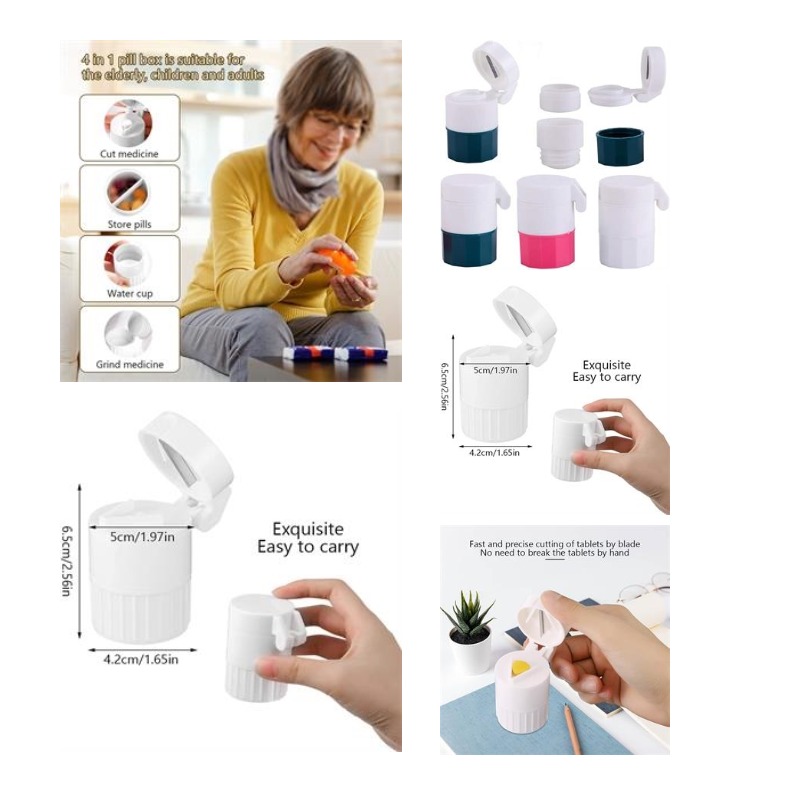 4 in 1 pill box is suitable for
the elderly, children and adults
Cut medicine
Store pills
Water cup
Grind medicine
6.5cm/2.56in
5cm/1.97in
4.2cm/1.65in
Exquisite
Easy to carry
6.5cm/2.56in
5cm/1.97in
4.2cm/1.65in
Exquisite
Easy to carry
Fast and precise cutting of tablets by blade
No need to break the tablets by hand